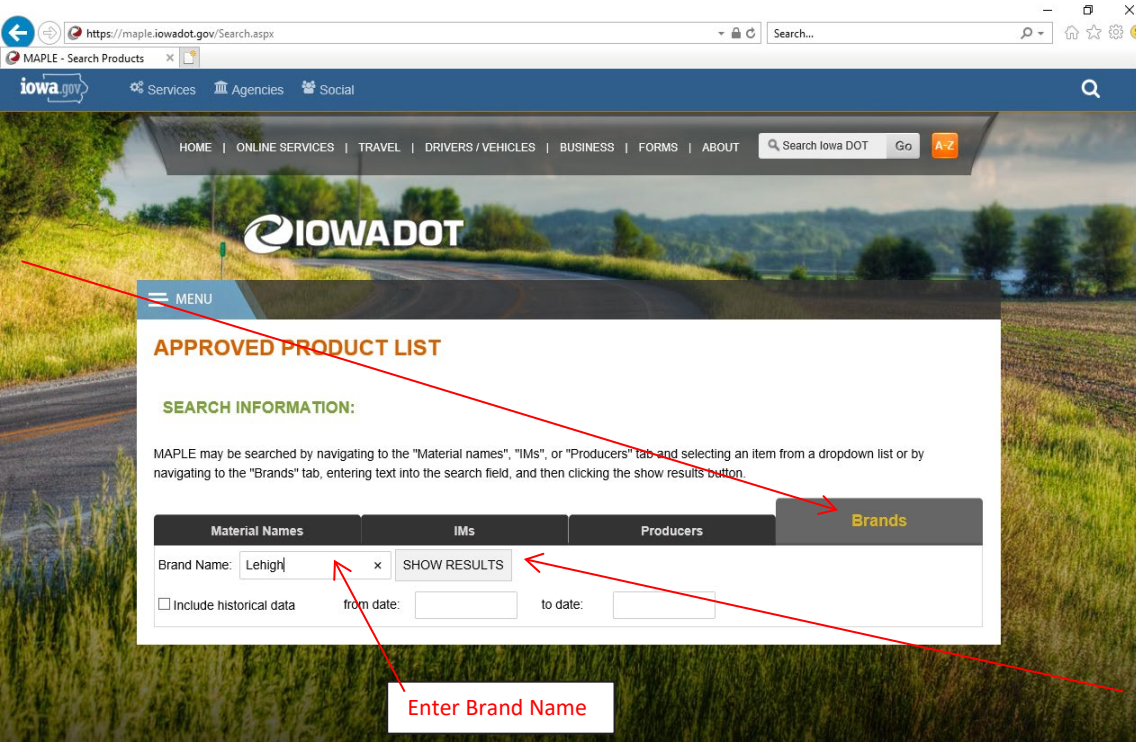 https://maple.iowadot.gov/Search.aspx
Search...
MAPLE - Search Products
iowa.gov
Services Agencies Social
HOME | ONLINE SERVICES | TRAVEL | DRIVERS / VEHICLES | BUSINESS | FORMS | ABOUT
Search Iowa DOT Go A-Z
IOWADOT
MENU
APPROVED PRODUCT LIST
SEARCH INFORMATION:
MAPLE may be searched by navigating to the "Material names", "IMs", or "Producers" tab and selecting an item from a dropdown list or by
navigating to the "Brands" tab, entering text into the search field, and then clicking the show results button.
Material Names IMs Producers Brands
Brand Name: Lehigh × SHOW RESULTS
Include historical data from date: to date:
Enter Brand Name